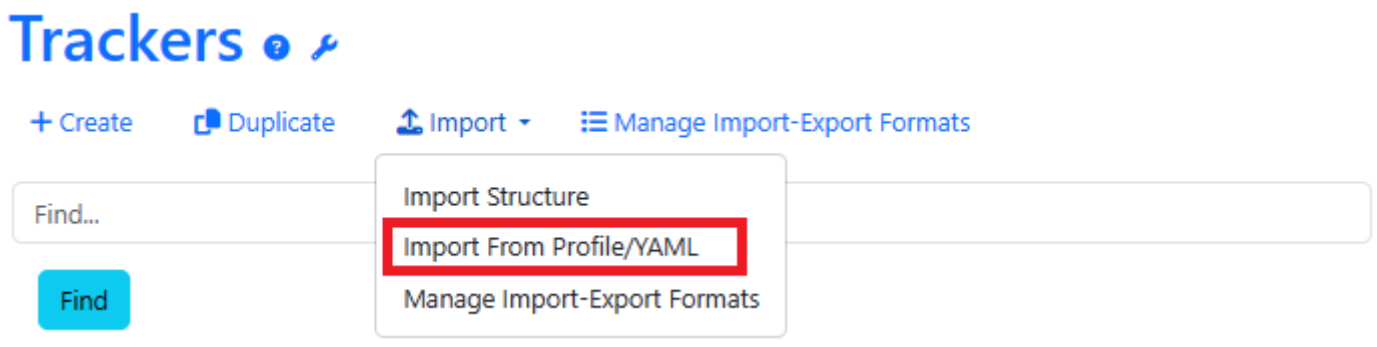 Trackers
Create Duplicate Import Manage Import-Export Formats
Import Structure
Find...
Import From Profile/YAML
Find
Manage Import-Export Formats